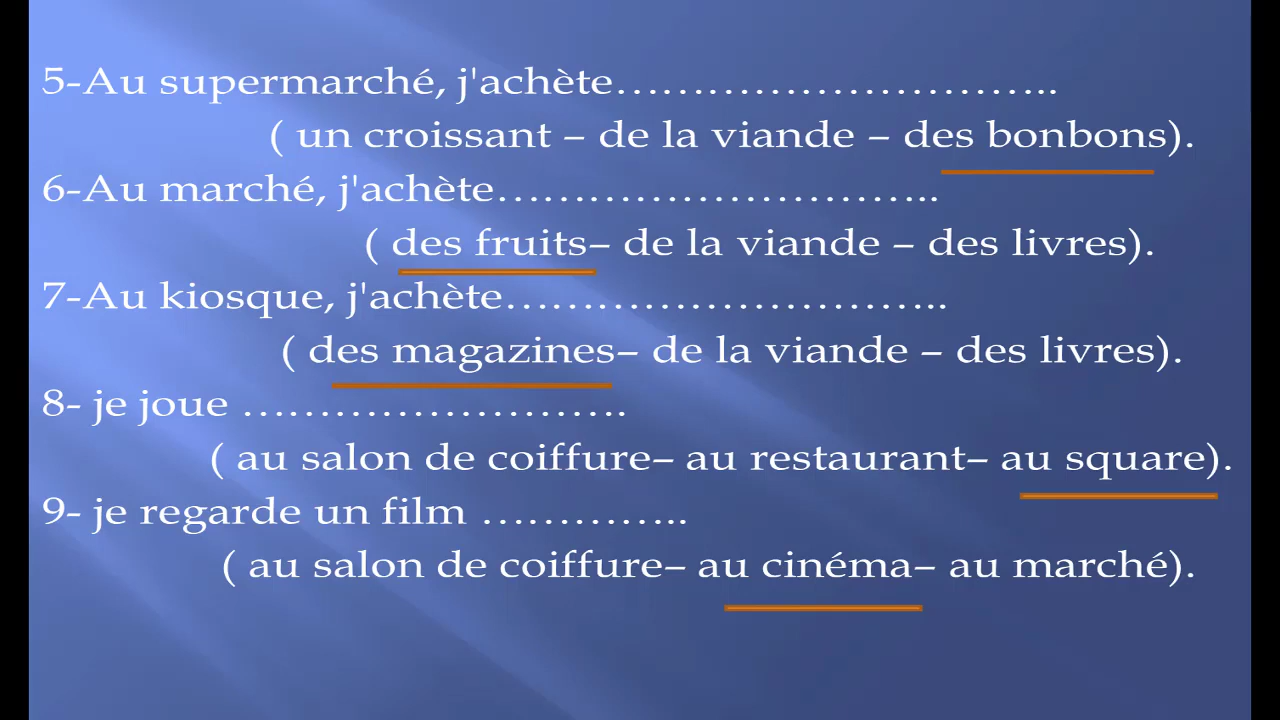 5-Au supermarché, j'achète…………………………..
( un croissant – de la viande – des bonbons).
6-Au marché, j'achète…………………………..
( des fruits– de la viande – des livres).
7-Au kiosque, j'achète…………………………..
( des magazines– de la viande – des livres).
8- je joue …………………….
( au salon de coiffure– au restaurant– au square).
9- je regarde un film …………..
( au salon de coiffure– au cinéma– au marché).